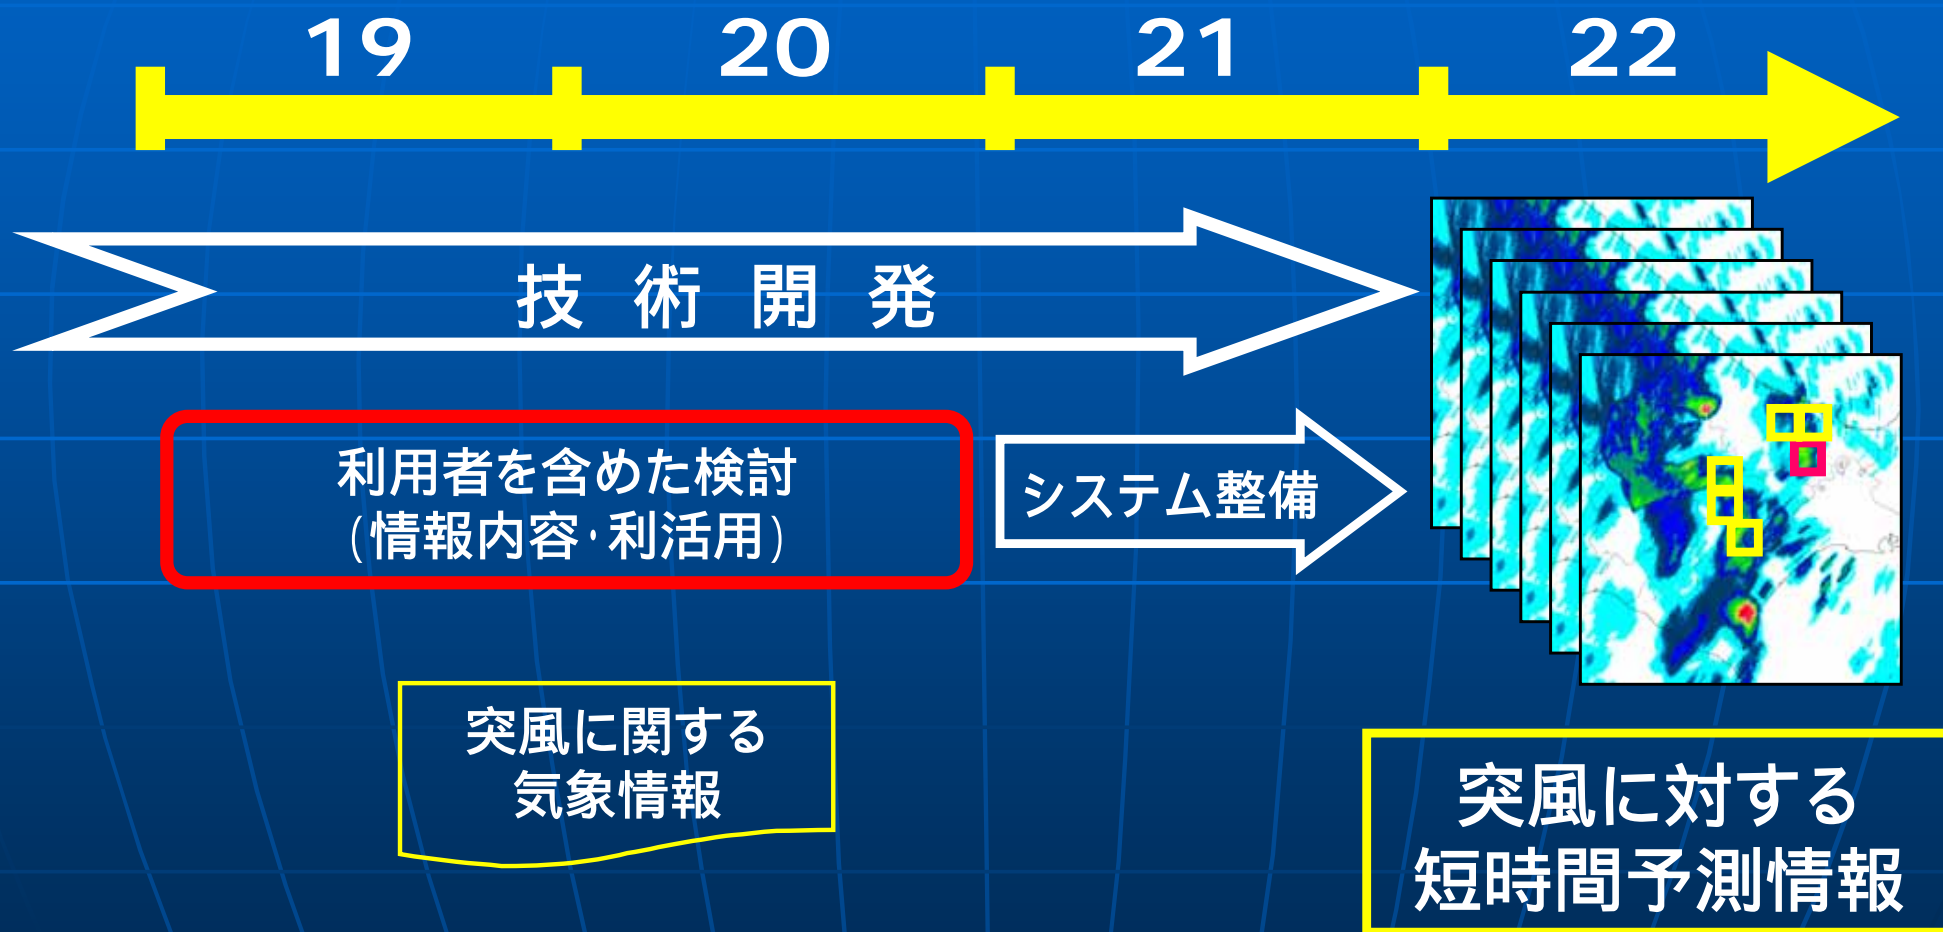 19 20 21 22
技術開発
利用者を含めた検討
(情報内容・利活用)
システム整備
突風に関する
気象情報
突風に対する
短時間予測情報